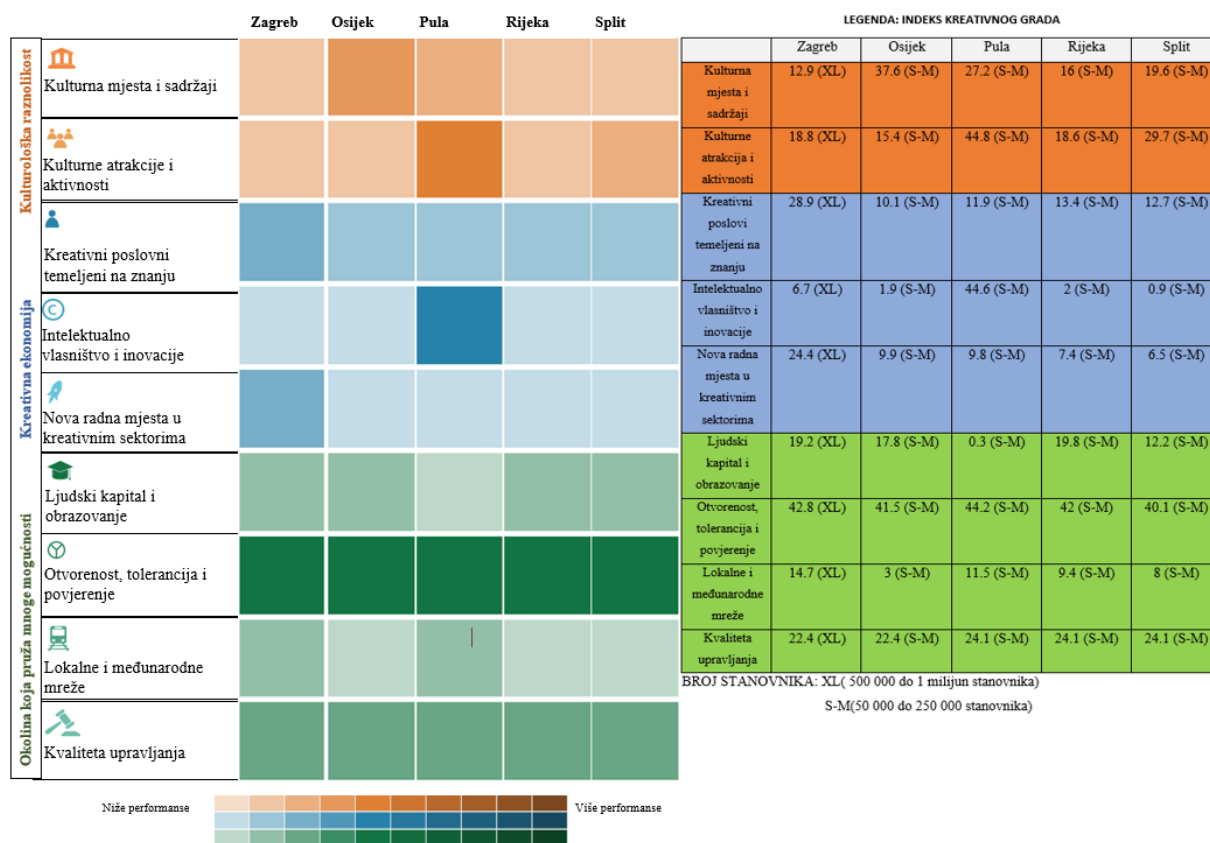 Zagreb Osijek Pula Rijeka Split
Kulturološka raznolikost
Kulturna mjesta i sadržaji
Kulturne atrakcije i
aktivnosti
Kreativna ekonomija
Kreativni poslovni
temeljeni na znanju
Intelektualno
vlasništvo i inovacije
Nova radna mjesta u
kreativnim sektorima
Okolina koja pruža mnoge mogućnosti
Ljudski kapital i
obrazovanje
Otvorenost, tolerancija i
povjerenje
Lokalne i međunarodne
mreže
Kvaliteta upravljanja
Niže performanse
Više performanse
LEGENDA: INDEKS KREATIVNOG GRADA
Zagreb Osijek Pula Rijeka Split
Kulturna 12.9 (XL) 37.6 (S-M) 27.2 (S-M) 16 (S-M) 19.6 (S-M)
mjesta i
sadržaji
Kulturne 18.8 (XL) 15.4 (S-M) 44.8 (S-M) 18.6 (S-M) 29.7 (S-M)
atrakcija i
aktivnosti
Kreativni 28.9 (XL) 10.1 (S-M) 11.9 (S-M) 13.4 (S-M) 12.7 (S-M)
poslovi
temeljeni na
znanju
Intelektualno 6.7 (XL) 1.9 (S-M) 44.6 (S-M) 2 (S-M) 0.9 (S-M)
vlasništvo i
inovacije
Nova radna 24.4 (XL) 9.9 (S-M) 9.8 (S-M) 7.4 (S-M) 6.5 (S-M)
mjesta u
kreativnim
sektorima
Ljudski 19.2 (XL) 17.8 (S-M) 0.3 (S-M) 19.8 (S-M) 12.2 (S-M)
kapital i
obrazovanje
Otvorenost, 42.8 (XL) 41.5 (S-M) 44.2 (S-M) 42 (S-M) 40.1 (S-M)
tolerancija i
povjerenje
Lokalne i 14.7 (XL) 3 (S-M) 11.5 (S-M) 9.4 (S-M) 8 (S-M)
međunarodne
mreže
Kvaliteta 22.4 (XL) 22.4 (S-M) 24.1 (S-M) 24.1 (S-M) 24.1 (S-M)
upravljanja
BROJ STANOVNIKA: XL( 500 000 do 1 milijun stanovnika)
S-M(50 000 do 250 000 stanovnika)